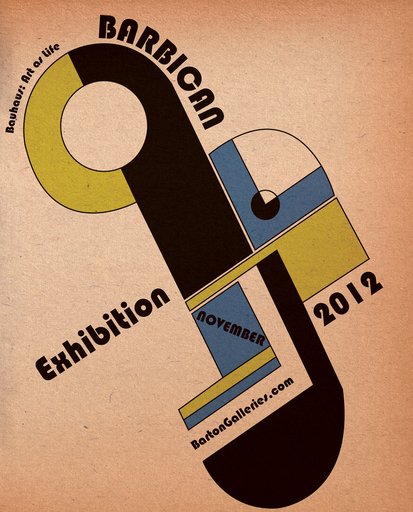 Bauhaus: Art as Life
BARBICAN
Exhibition
NOVEMBER
2012
BartonGalleries.com